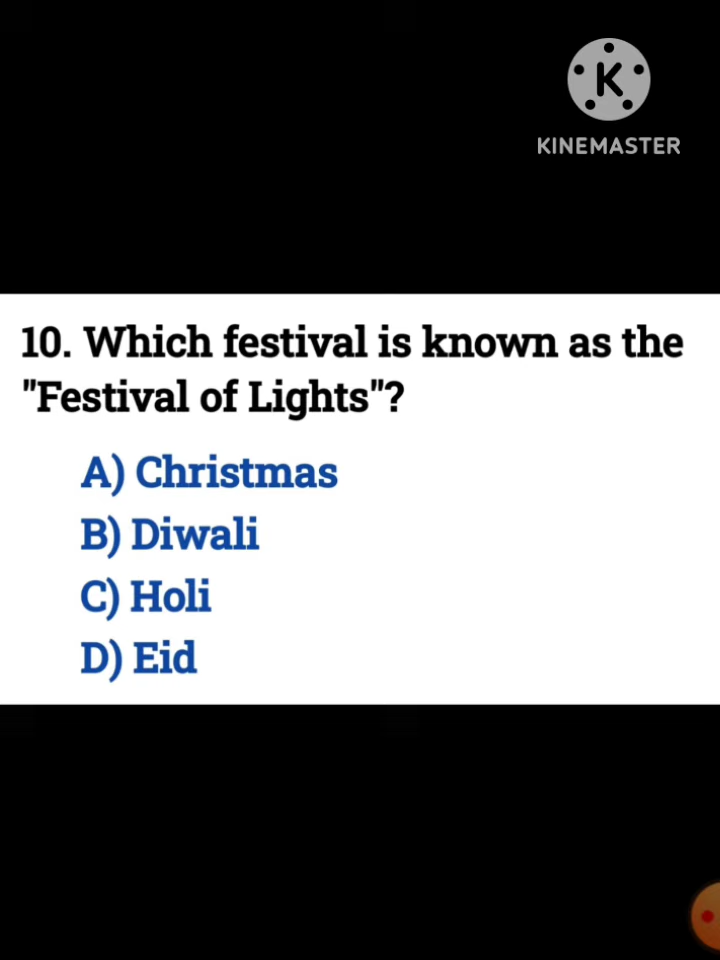 K
KINEMASTER
10. Which festival is known as the
"Festival of Lights"?
A) Christmas
B) Diwali
C) Holi
D) Eid